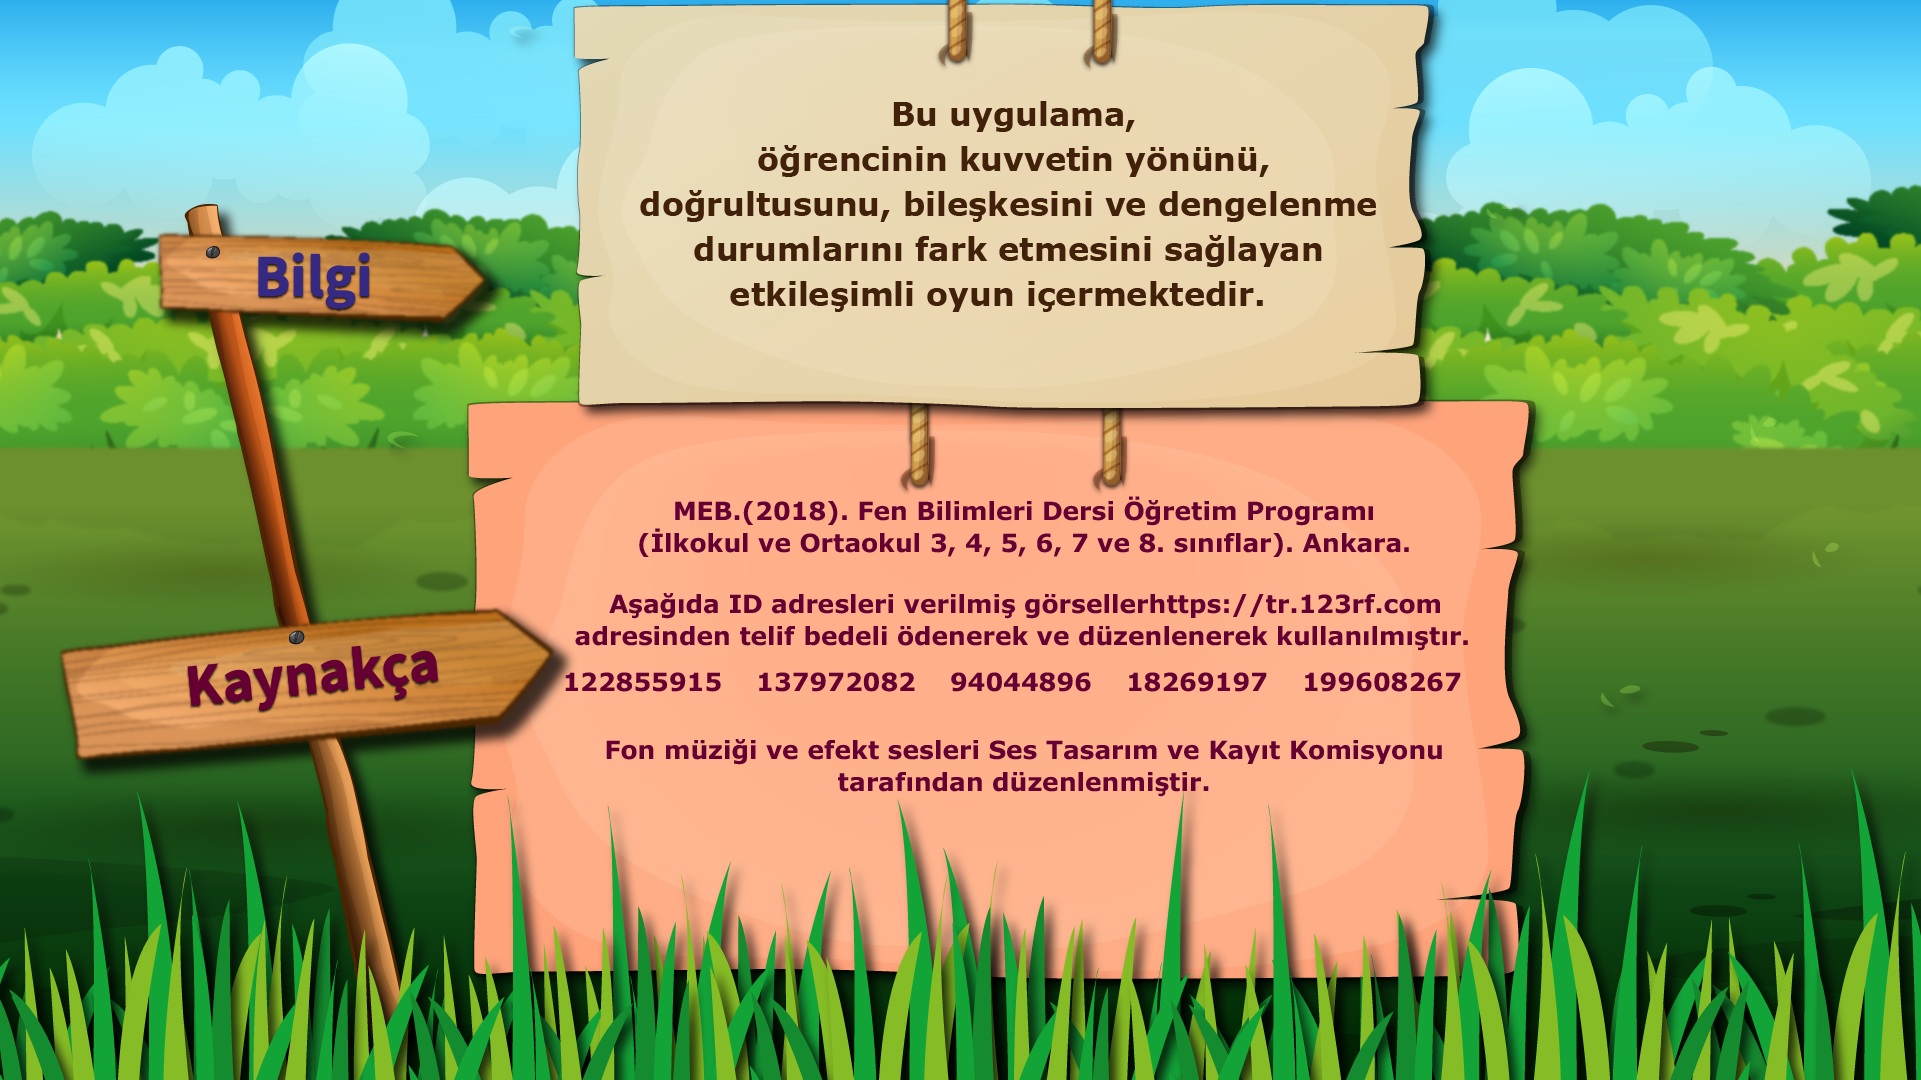 Bilgi
Bu uygulama,
öğrencinin kuvvetin yönünü,
doğrultusunu, bileşkesini ve dengelenme
durumlarını fark etmesini sağlayan
etkileşimli oyun içermektedir.
Kaynakça
MEB.(2018). Fen Bilimleri Dersi Öğretim Programı
(İlkokul ve Ortaokul 3, 4, 5, 6, 7 ve 8. sınıflar). Ankara.
Aşağıda ID adresleri verilmiş görsellerhttps://tr.123rf.com
adresinden telif bedeli ödenerek ve düzenlenerek kullanılmıştır.
122855915 137972082 94044896 18269197 199608267
Fon müziği ve efekt sesleri Ses Tasarım ve Kayıt Komisyonu
tarafından düzenlenmiştir.